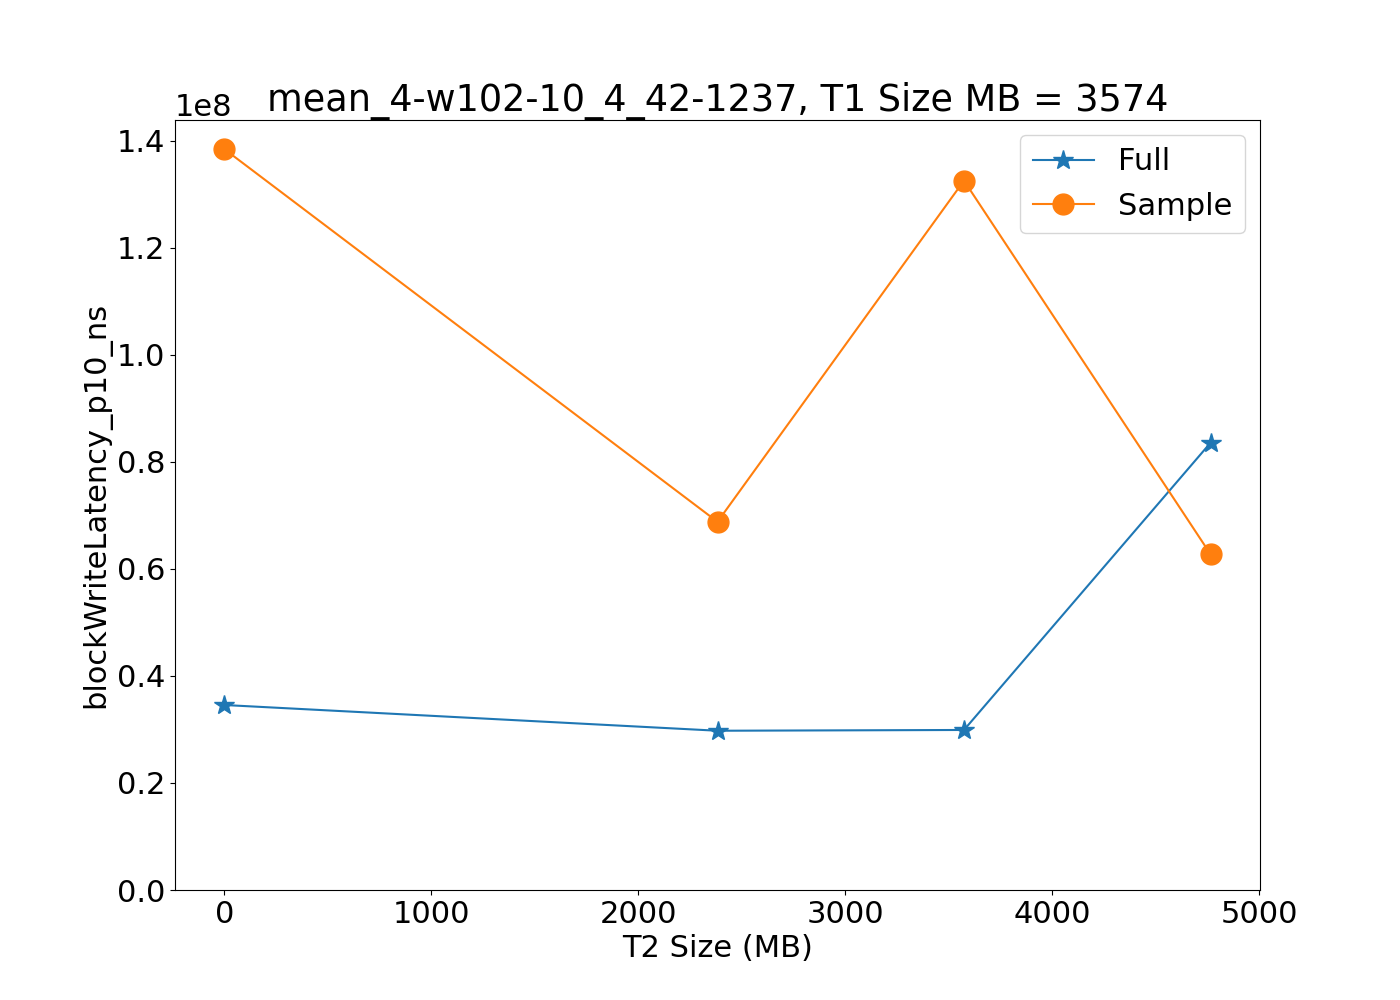 1e8
mean_4-w102-10_4_42-1237, T1 Size MB = 3574
Full
Sample
1.4
1.2
1.0
0.8
0.6
0.4
0.2
0.0
blockWriteLatency_p10_ns
0 1000 2000 3000 4000 5000
T2 Size (MB)